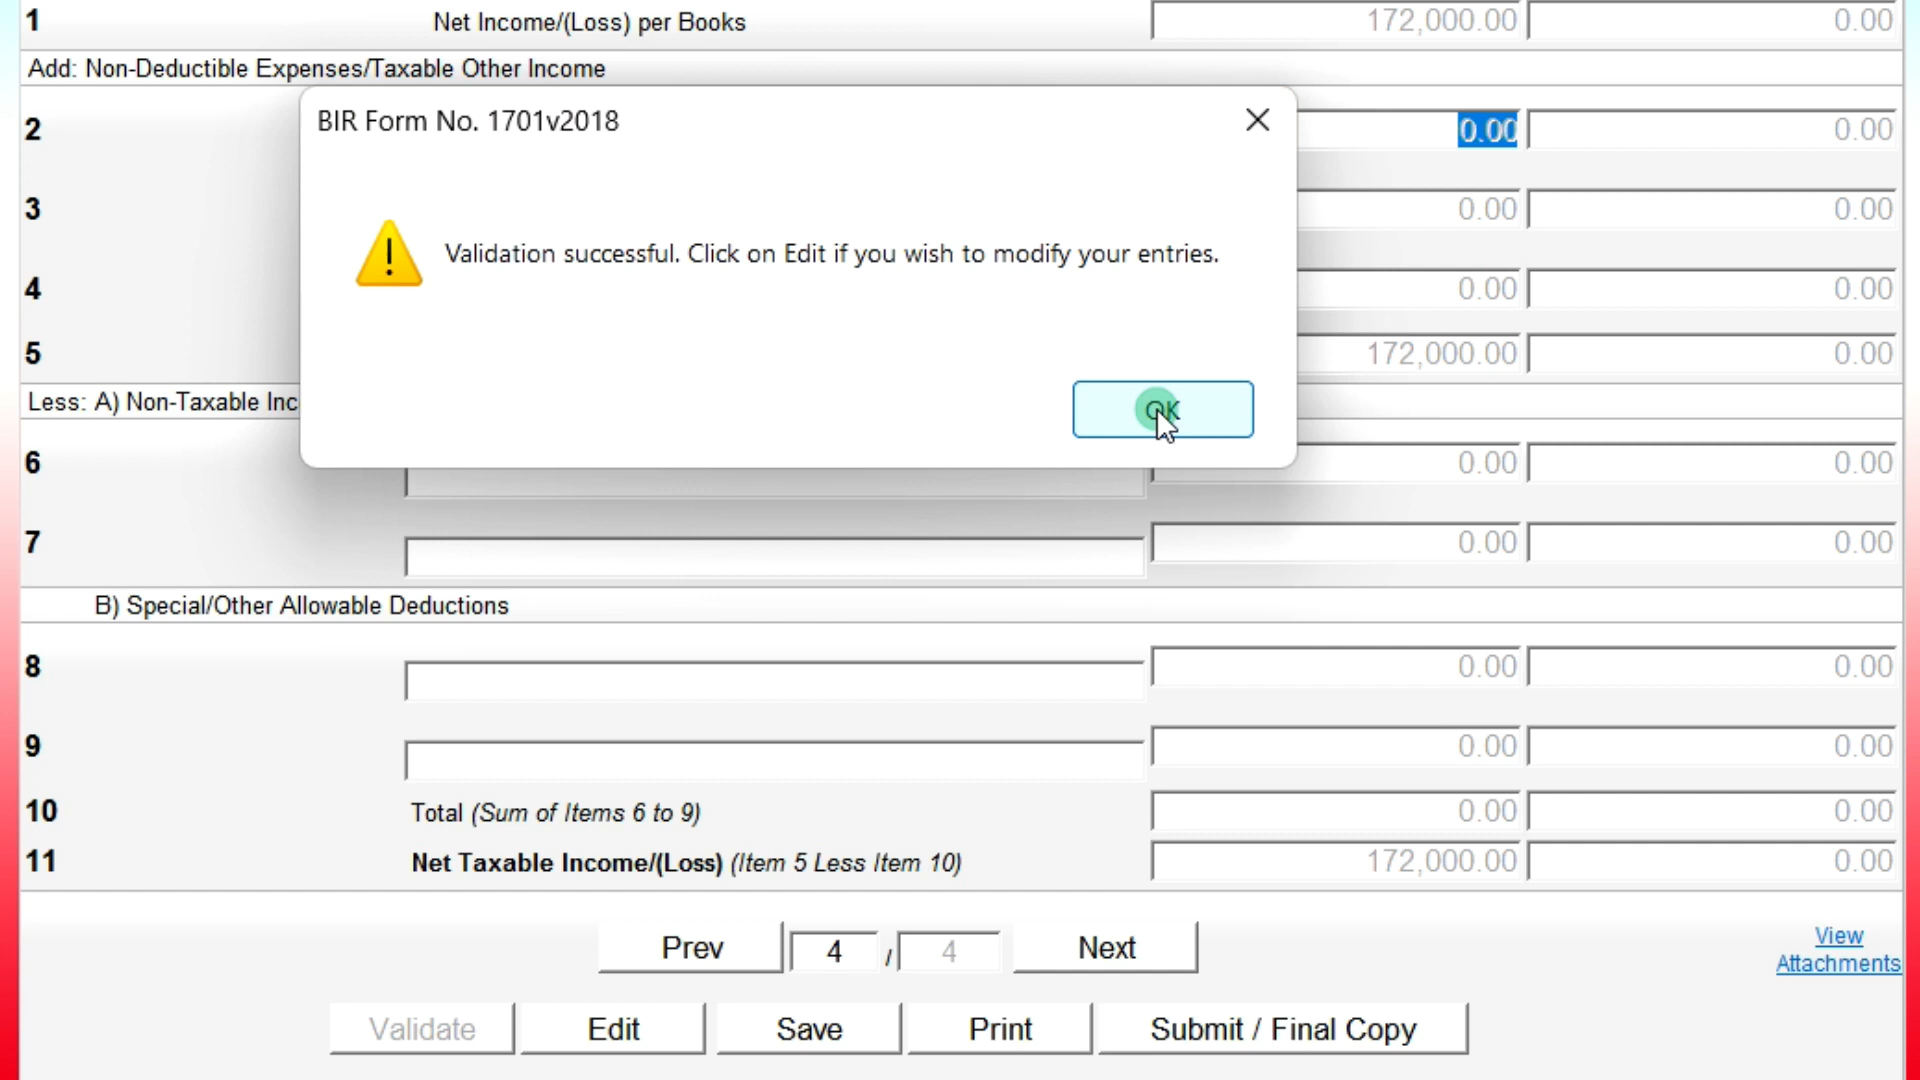 1 Net Income/(Loss) per Books 172,000.00 0.00
Add: Non-Deductible Expenses/Taxable Other Income
BIR Form No. 1701v2018
2 0.00 0.00
3 0.00 0.00
Validation successful. Click on Edit if you wish to modify your entries.
4 0.00 0.00
5 172,000.00 0.00
Less: A) Non-Taxable Inc
OK
6 0.00 0.00
7 0.00 0.00
B) Special/Other Allowable Deductions
8 0.00 0.00
9 0.00 0.00
10 Total (Sum of Items 6 to 9) 0.00 0.00
11 Net Taxable Income/(Loss) (Item 5 Less Item 10) 172,000.00 0.00
Prev 4 / 4 Next
View
Attachments
Validate Edit Save Print Submit / Final Copy